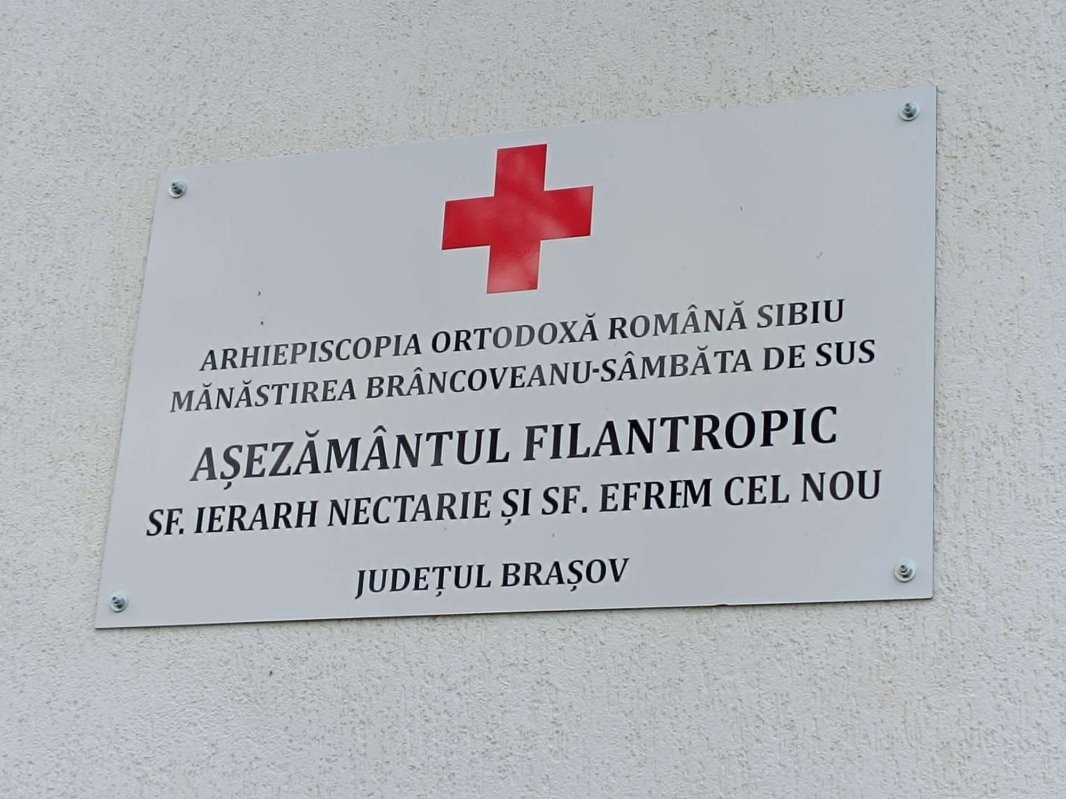 ARHIEPISCOPIA ORTODOXĂ ROMÂNĂ SIBIU
MĂNĂSTIREA BRÂNCOVEANU-SÂMBĂTA DE SUS
AȘEZĂMÂNTUL FILANTROPIC
SF. IERARH NECTARIE ȘI SF. EFREM CEL NOU
JUDEȚUL BRAȘOV